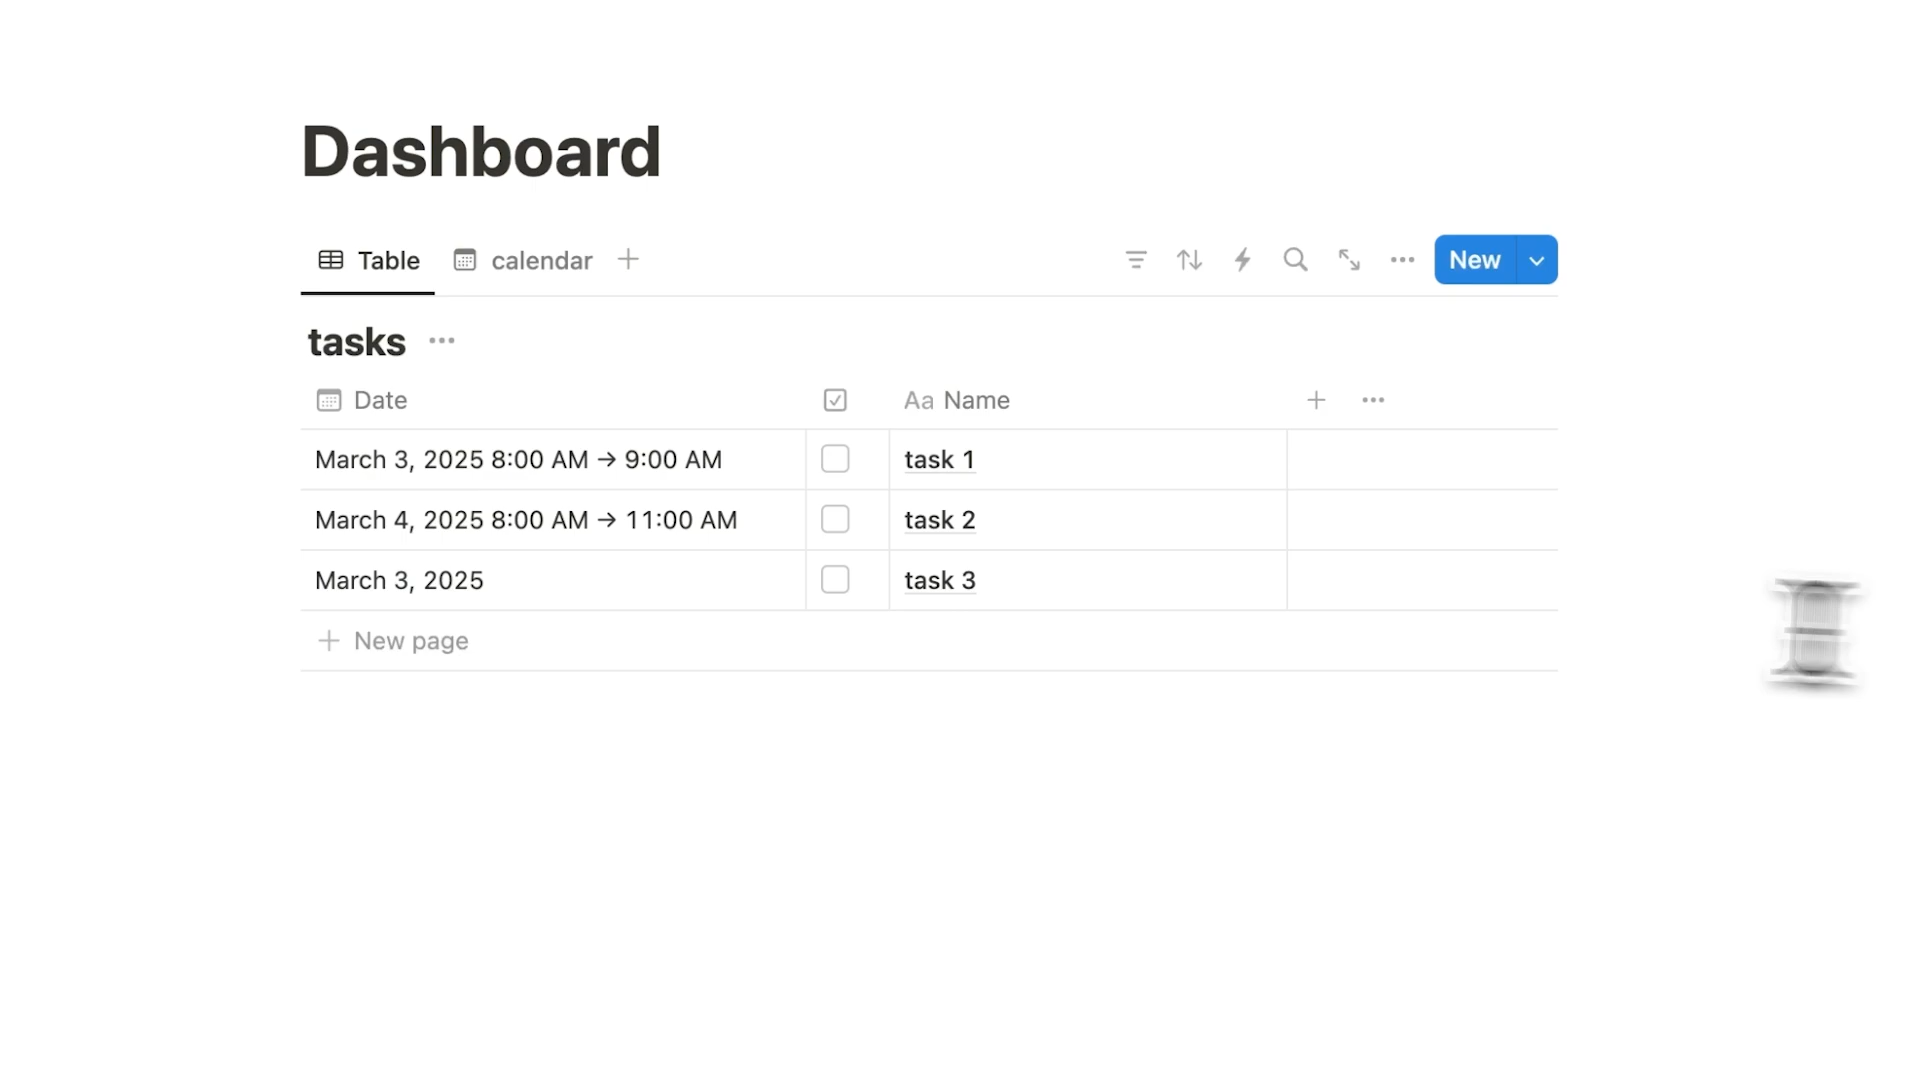 Dashboard
Table calendar New
tasks
Date Aa Name
March 3, 2025 8:00 AM → 9:00 AM task 1
March 4, 2025 8:00 AM → 11:00 AM task 2
March 3, 2025 task 3
New page